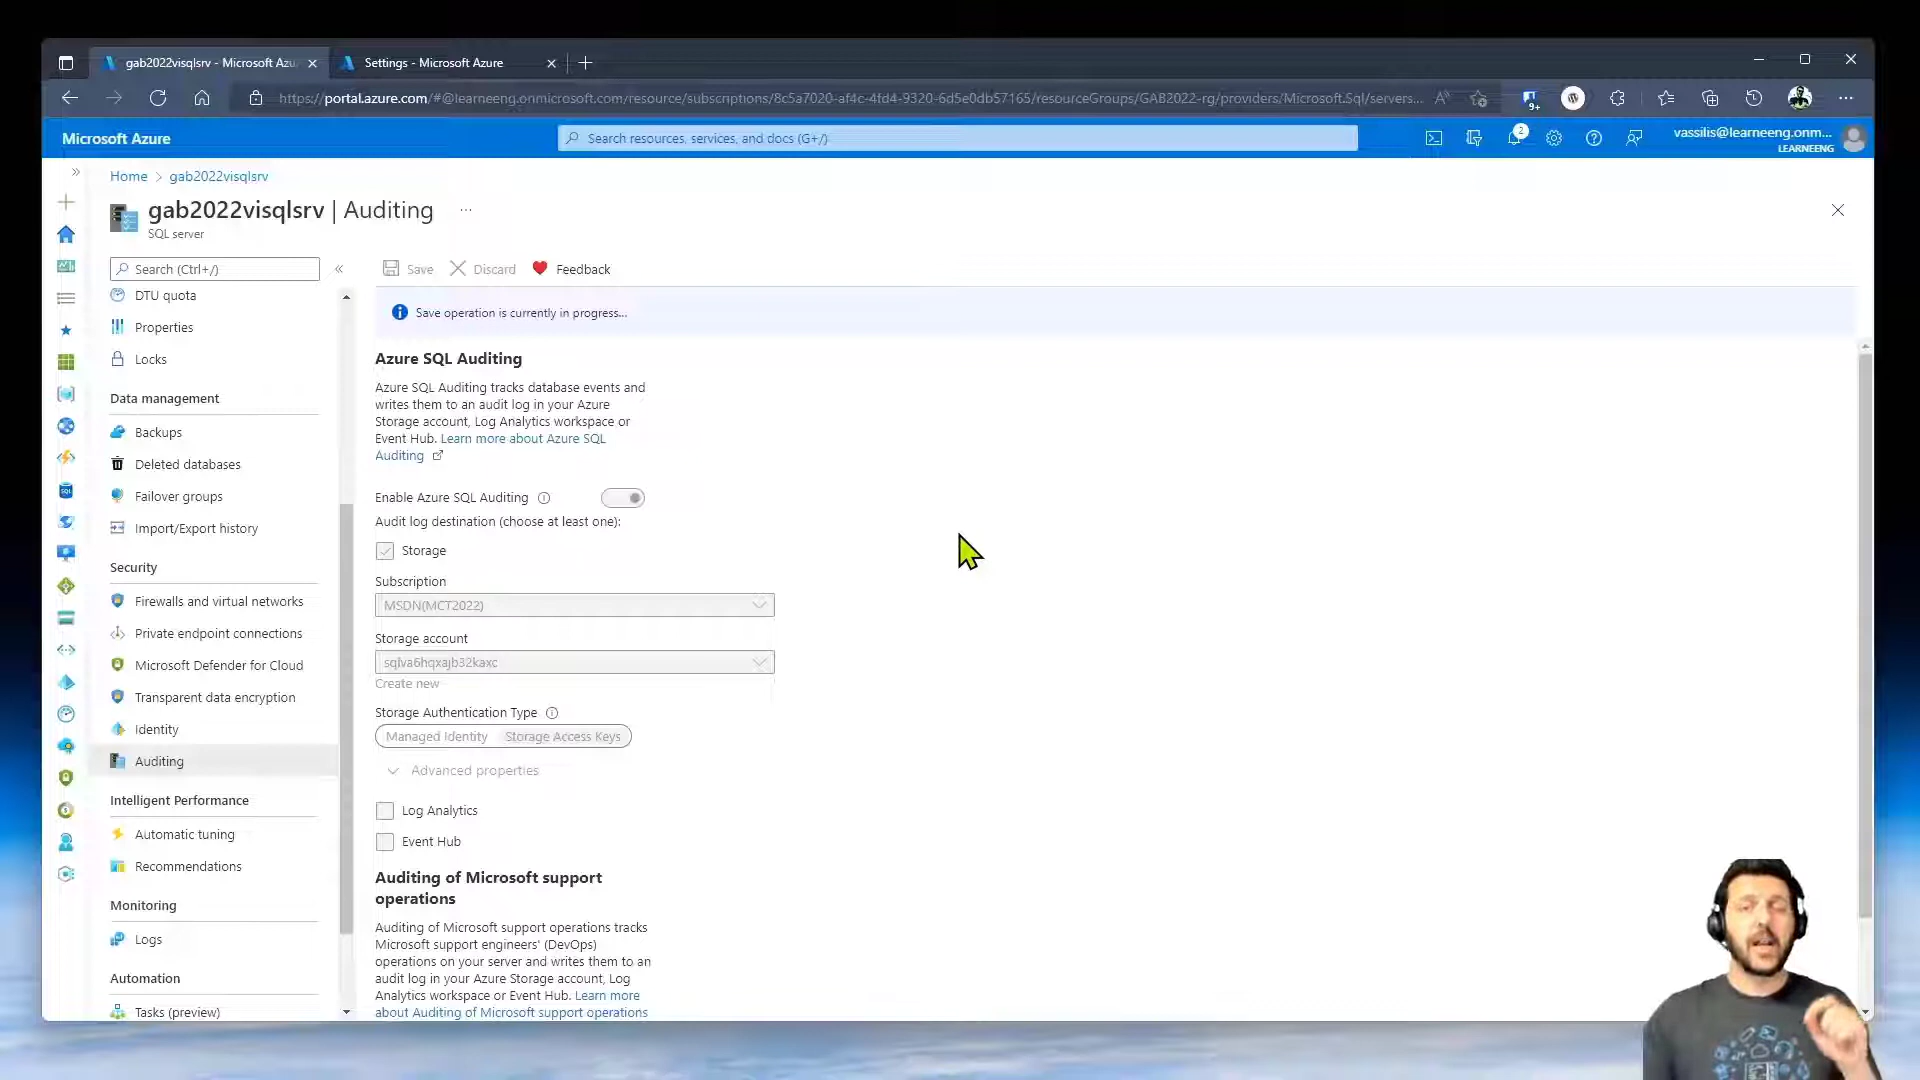 gab2022visqlsrv - Microsoft Azu
Settings - Microsoft Azure
https://portal.azure.com/#@learneeng.onmicrosoft.com/resource/subscriptions/8c5a7020-af4c-4fd4-9320-6d5e0db57165/resourceGroups/GAB2022-rg/providers/Microsoft.Sql/servers...
9+
Microsoft Azure
Search resources, services, and docs (G+/)
2
vassilis@learneeng.onm...
LEARNEENG
Home > gab2022visqlsrv
gab2022visqlsrv | Auditing ...
SQL server
Search (Ctrl+/)
Save
Discard
Feedback
DTU quota
Properties
Locks
Data management
Backups
Deleted databases
Failover groups
Import/Export history
Security
Firewalls and virtual networks
Private endpoint connections
Microsoft Defender for Cloud
Transparent data encryption
Identity
Auditing
Intelligent Performance
Automatic tuning
Recommendations
Monitoring
Logs
Automation
Tasks (preview)
Save operation is currently in progress...
Azure SQL Auditing
Azure SQL Auditing tracks database events and
writes them to an audit log in your Azure
Storage account, Log Analytics workspace or
Event Hub. Learn more about Azure SQL
Auditing
Enable Azure SQL Auditing
Audit log destination (choose at least one):
Storage
Subscription
MSDN(MCT2022)
Storage account
sqlva6hqxajb32kaxc
Create new
Storage Authentication Type
Managed Identity Storage Access Keys
Advanced properties
Log Analytics
Event Hub
Auditing of Microsoft support
operations
Auditing of Microsoft support operations tracks
Microsoft support engineers' (DevOps)
operations on your server and writes them to an
audit log in your Azure Storage account, Log
Analytics workspace or Event Hub. Learn more
about Auditing of Microsoft support operations